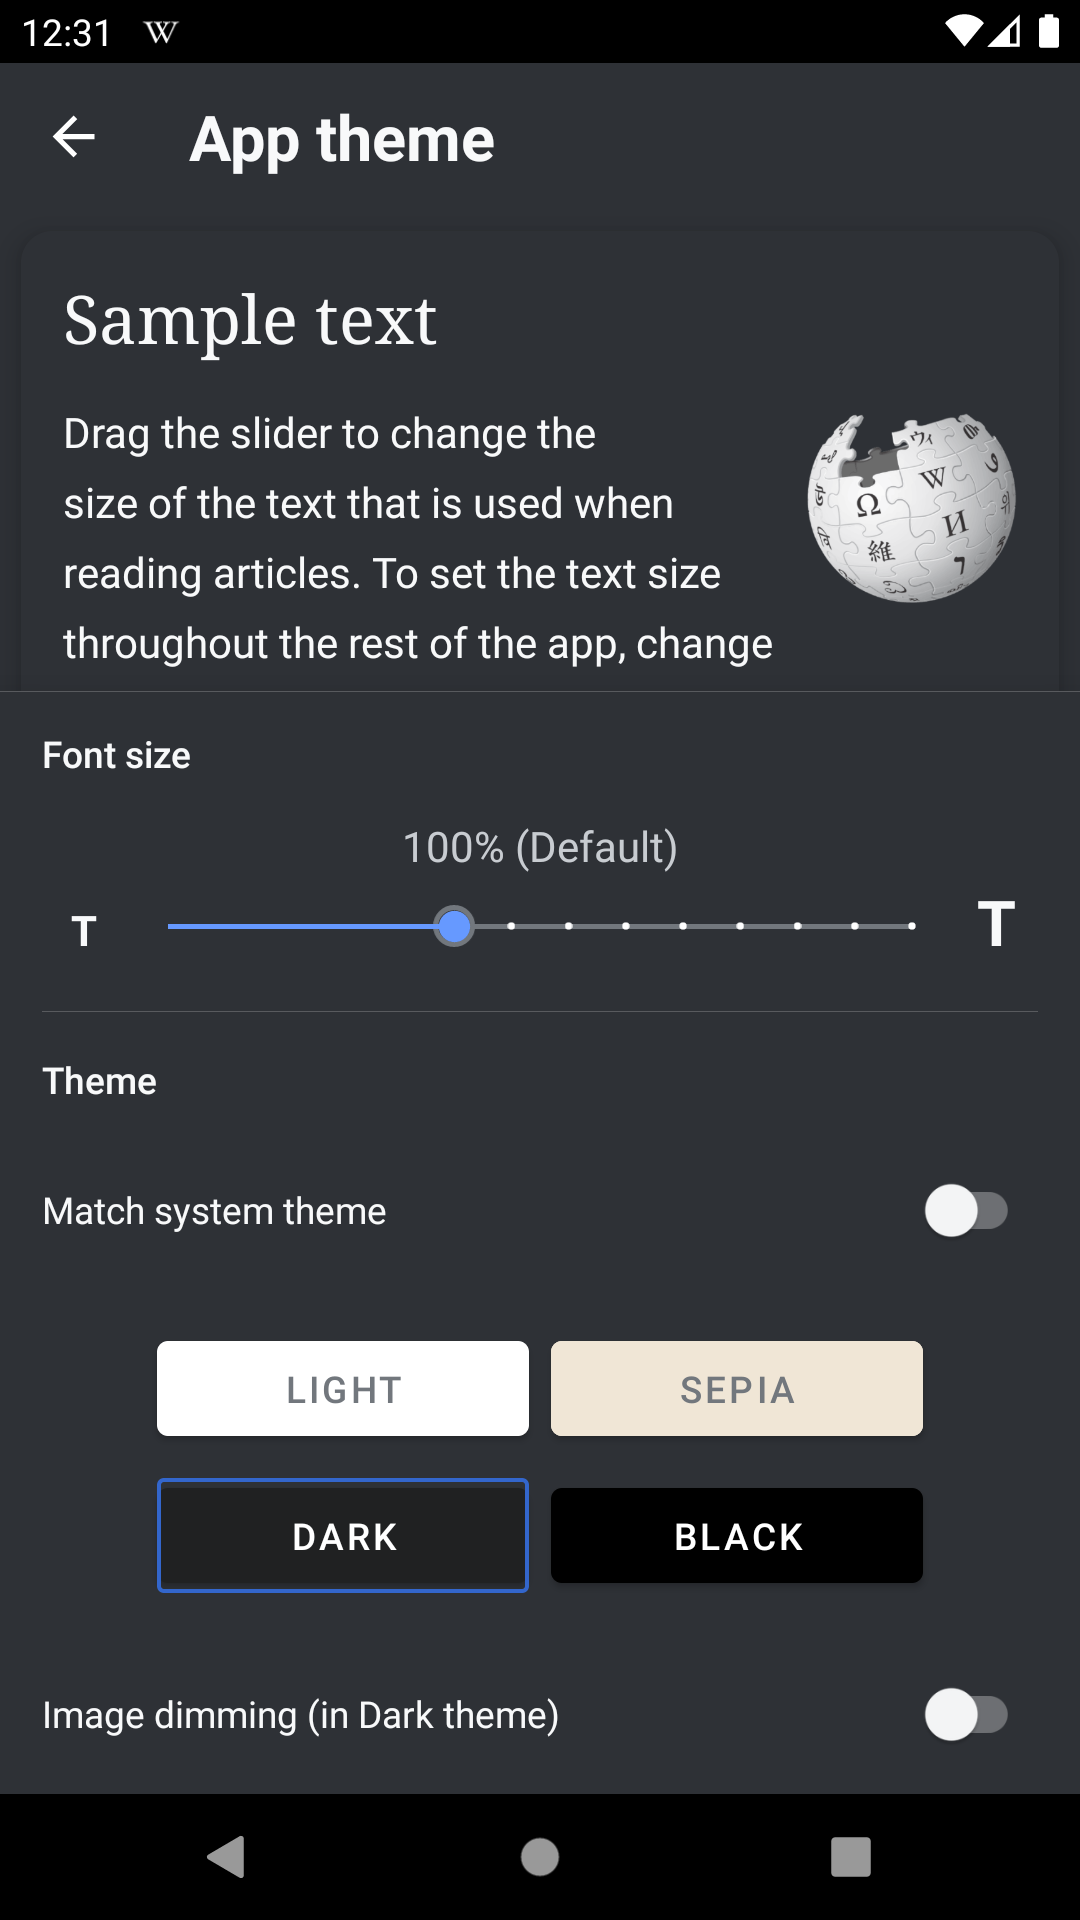 12:31
App theme
Sample text
Drag the slider to change the
size of the text that is used when
reading articles. To set the text size
throughout the rest of the app, change
Font size
100% (Default)
T T
Theme
Match system theme
LIGHT SEPIA
DARK BLACK
Image dimming (in Dark theme)